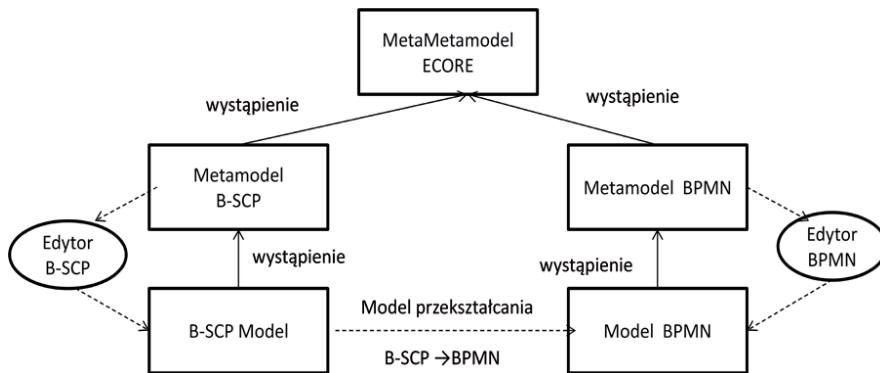 MetaMetamodel
ECORE
wystąpienie
wystąpienie
Metamodel
B-SCP
Metamodel BPMN
Edytor
B-SCP
Edytor
BPMN
wystąpienie
wystąpienie
Model przekształcania
B-SCP Model
Model BPMN
B-SCP →BPMN